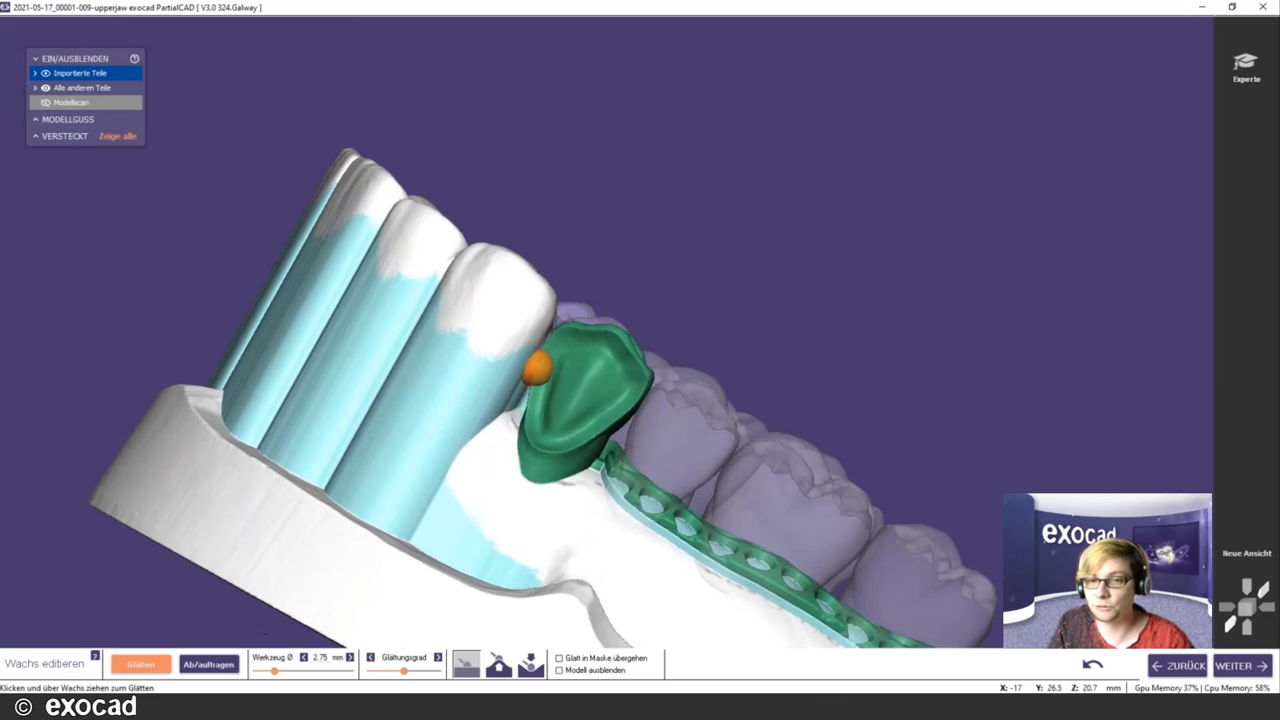 2021-05-17_00001-009-upperjaw exocad PartialCAD [ V3.0 324.Galway ]
EIN/AUSBLENDEN
Importierte Teile
Alle anderen Teile
Modellscan
MODELLGUSS
VERSTECKT Zeige alle
Experte
exocad
Neue Ansicht
Wachs editieren ?
Glätten
Ab/auftragen
Werkzeug Ø 2.75 mm
Glättungsgrad
Glatt in Maske übergehen
Modell ausblenden
ZURÜCK
WEITER
Klicken und über Wachs ziehen zum Glätten
X: -17 Y: 26.5 Z: 20.7 mm
Gpu Memory 37% | Cpu Memory: 58%
© exocad